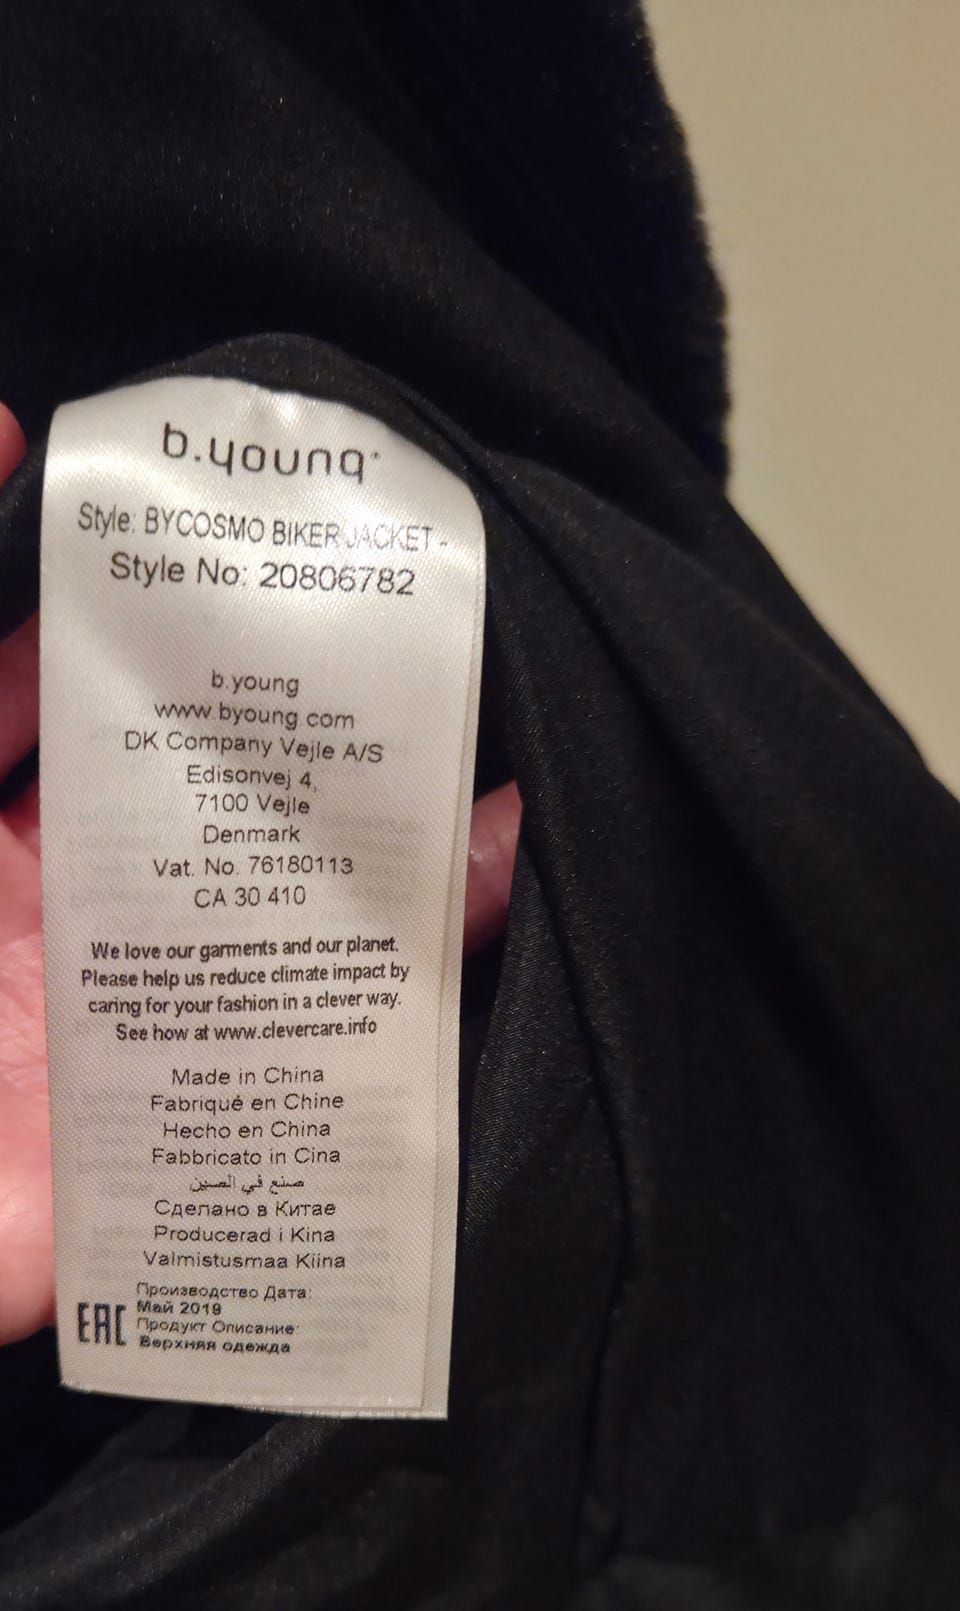 b.young
Style: BYCOSMO BIKER JACKET -
Style No: 20806782
b.young
www.byoung.com
DK Company Vejle A/S
Edisonvej 4,
7100 Vejle
Denmark
Vat. No. 76180113
CA 30 410
We love our garments and our planet.
Please help us reduce climate impact by
caring for your fashion in a clever way.
See how at www.clevercare.info
Made in China
Fabriqué en Chine
Hecho en China
Fabbricato in Cina
صنع في الصين
Сделано в Китае
Producerad i Kina
Valmistusmaa Kiina
Производство Дата:
Май 2019
EAC Продукт Описание:
Верхняя одежда